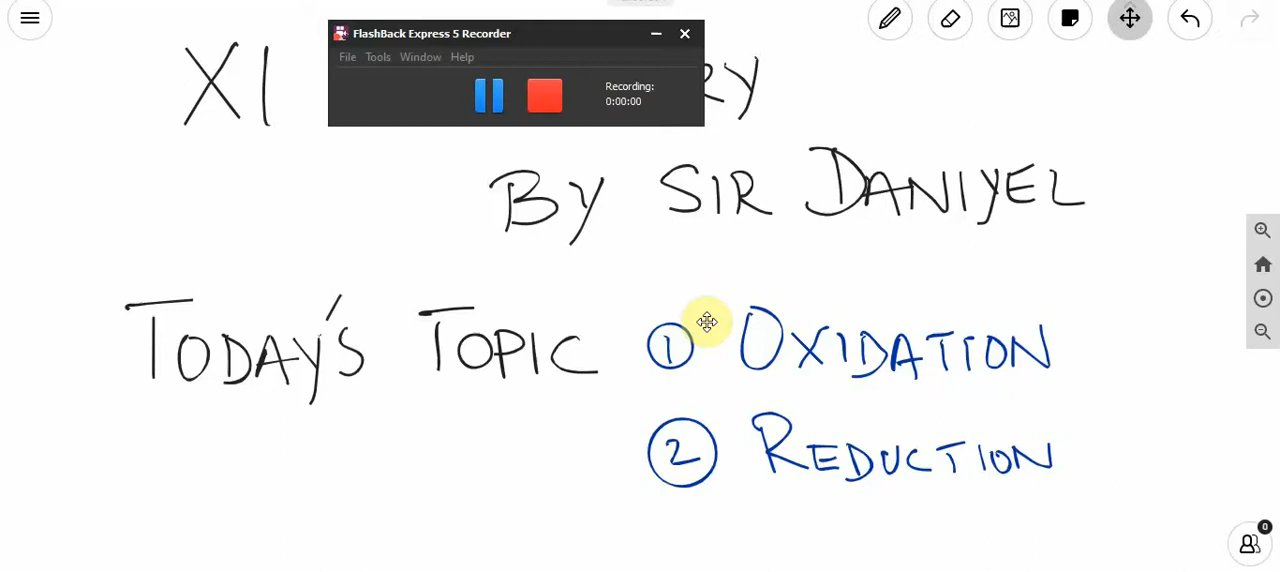 FlashBack Express 5 Recorder
File Tools Window Help
Recording:
0:00:00
XI RY
BY SIR DANIYEL
TODAY'S TOPIC ① OXIDATION
② REDUCTION
0